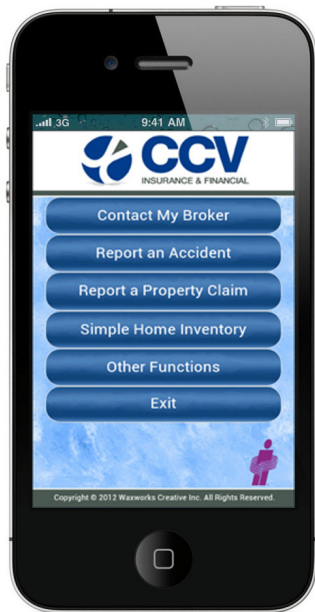 3G 9:41 AM
CCV
INSURANCE & FINANCIAL
Contact My Broker
Report an Accident
Report a Property Claim
Simple Home Inventory
Other Functions
Exit
Copyright © 2012 Waxworks Creative Inc. All Rights Reserved.